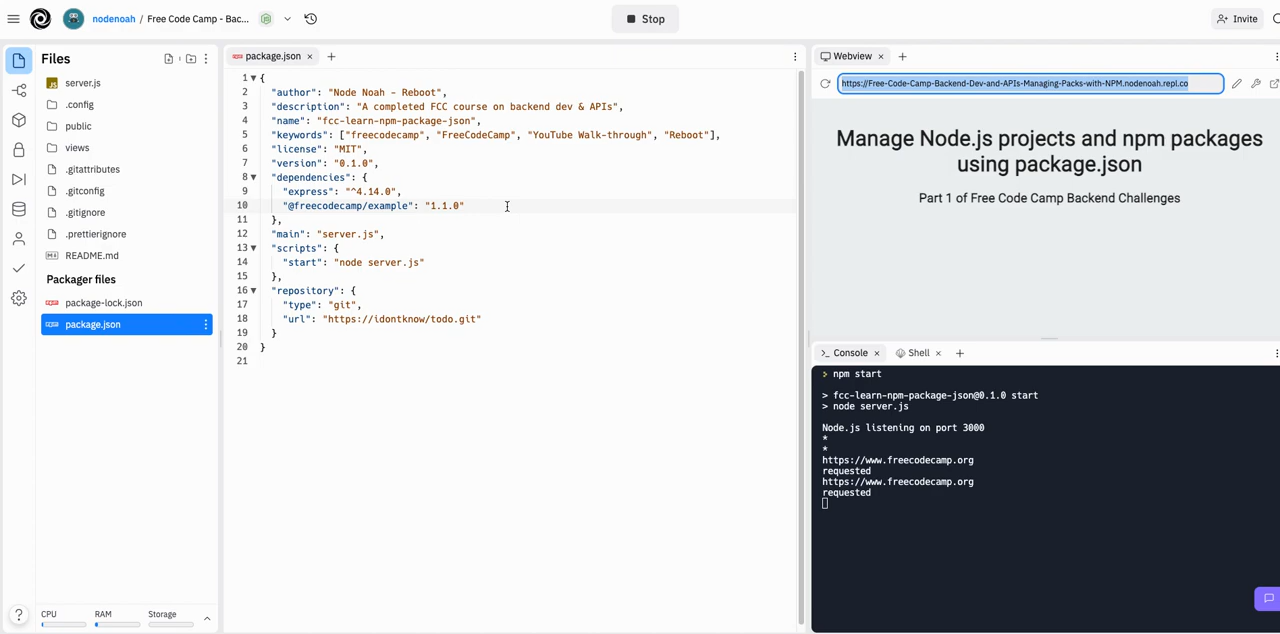 nodenoah / Free Code Camp - Bac...
Stop
Invite
Files
server.js
.config
public
views
.gitattributes
.gitconfig
.gitignore
.prettierignore
README.md
Packager files
package-lock.json
package.json
CPU
RAM
Storage
package.json
1 {
2 "author": "Node Noah - Reboot",
3 "description": "A completed FCC course on backend dev & APIs",
4 "name": "fcc-learn-npm-package-json",
5 "keywords": ["freecodecamp", "FreeCodeCamp", "YouTube Walk-through", "Reboot"],
6 "license": "MIT",
7 "version": "0.1.0",
8 "dependencies": {
9 "express": "^4.14.0",
10 "@freecodecamp/example": "1.1.0"
11 },
12 "main": "server.js",
13 "scripts": {
14 "start": "node server.js"
15 },
16 "repository": {
17 "type": "git",
18 "url": "https://idontknow/todo.git"
19 }
20 }
21
Webview
https://Free-Code-Camp-Backend-Dev-and-APIs-Managing-Packs-with-NPM.nodenoah.repl.co
Manage Node.js projects and npm packages
using package.json
Part 1 of Free Code Camp Backend Challenges
Console
Shell
> npm start
> fcc-learn-npm-package-json@0.1.0 start
> node server.js
Node.js listening on port 3000
*
*
https://www.freecodecamp.org
requested
https://www.freecodecamp.org
requested